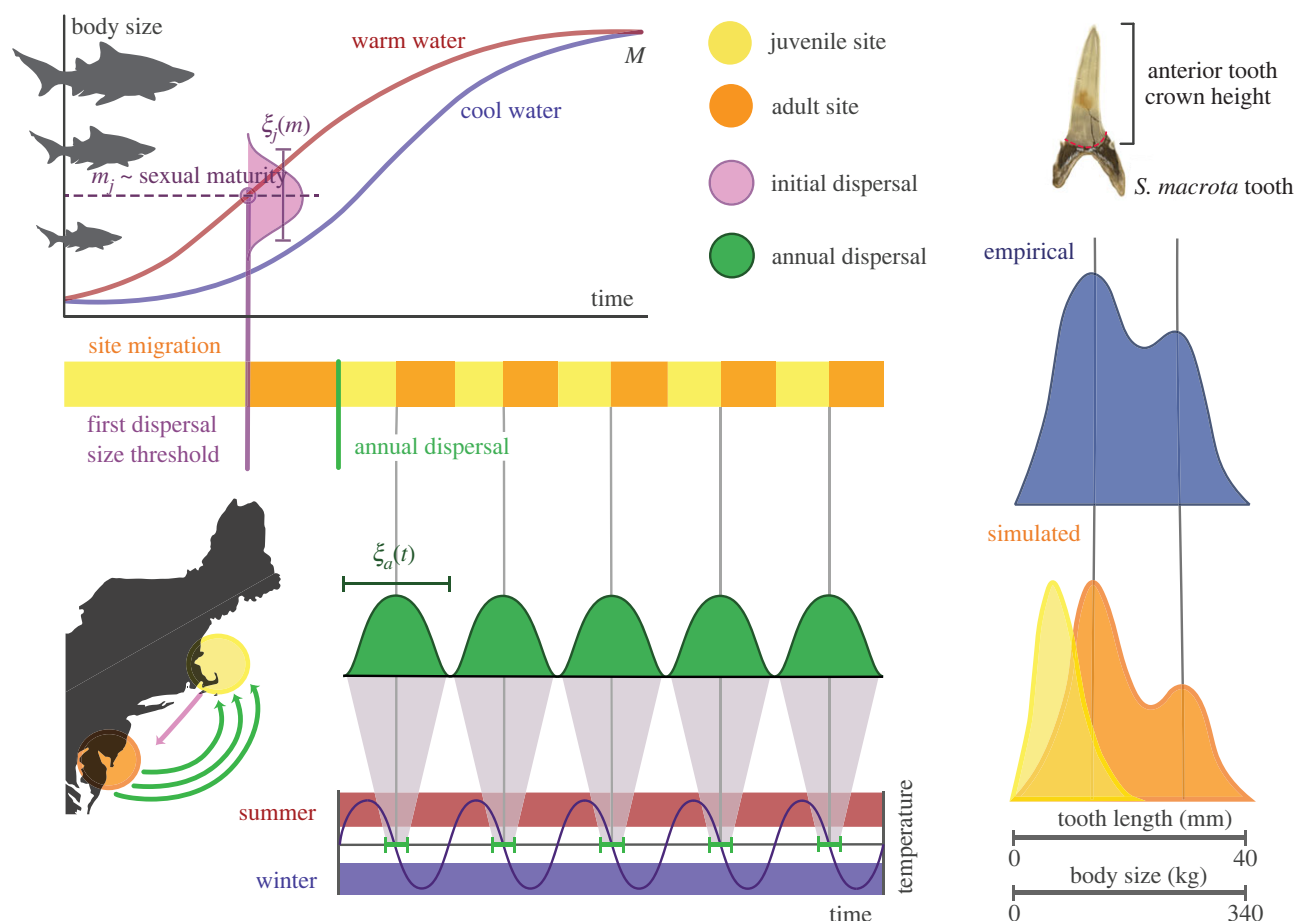 body size
warm water
M
cool water
ξj(m)
mj ~ sexual maturity
time
juvenile site
adult site
initial dispersal
annual dispersal
anterior tooth
crown height
S. macrota tooth
site migration
first dispersal
size threshold
annual dispersal
ξa(t)
summer
winter
temperature
time
empirical
simulated
tooth length (mm)
0 40
body size (kg)
0 340